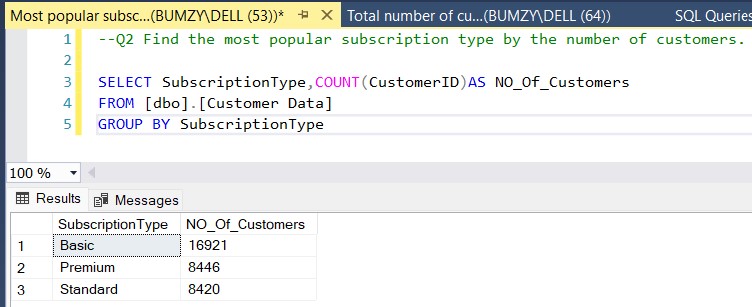 Most popular subsc...(BUMZY\DELL (53))* Total number of cu...(BUMZY\DELL (64)) SQL Queries
1 --Q2 Find the most popular subscription type by the number of customers.
2
3 SELECT SubscriptionType,COUNT(CustomerID)AS NO_Of_Customers
4 FROM [dbo].[Customer Data]
5 GROUP BY SubscriptionType
100 %
Results Messages
SubscriptionType NO_Of_Customers
1 Basic 16921
2 Premium 8446
3 Standard 8420